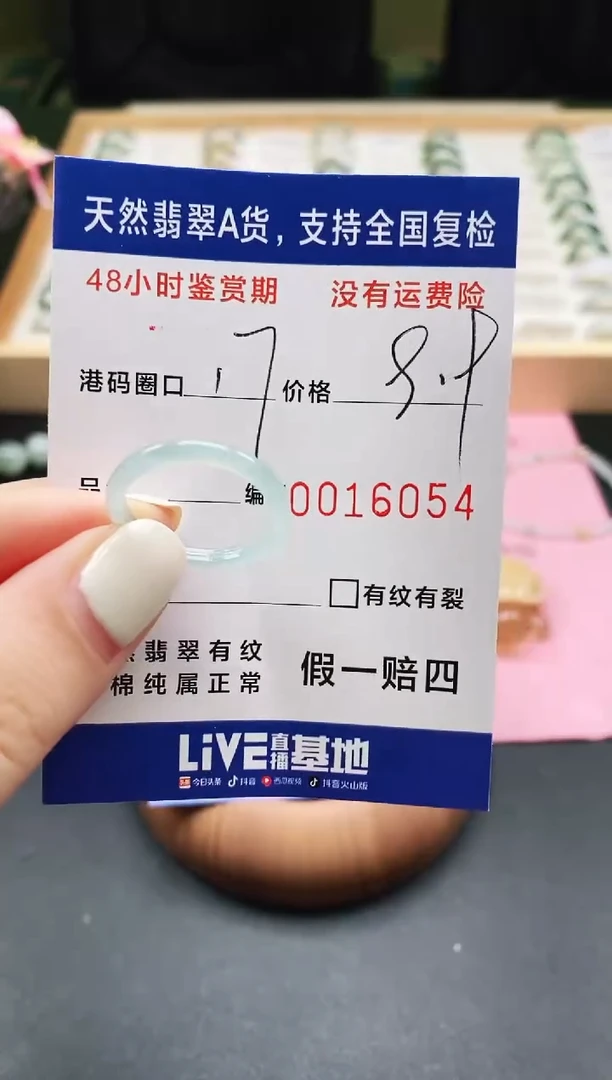 天然翡翠A货，支持全国复检
48小时鉴赏期 没有运费险
港码圈口 17 价格
品 编 0016054
有纹有裂
翡翠有纹 假一赔四
棉纯属正常
LiVE直播基地
今日头条 抖音 西瓜视频 抖音火山版